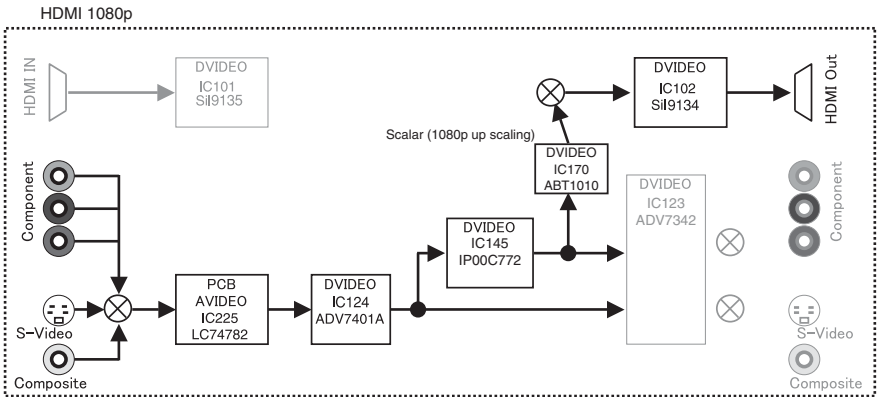 HDMI 1080p
HDMI IN
DVIDEO
IC101
SiI9135
DVIDEO
IC102
SiI9134
HDMI Out
Scalar (1080p up scaling)
DVIDEO
IC170
ABT1010
Component
DVIDEO
IC123
ADV7342
Component
DVIDEO
IC145
IP00C772
PCB
AVIDEO
IC225
LC74782
DVIDEO
IC124
ADV7401A
S-Video
S-Video
Composite
Composite